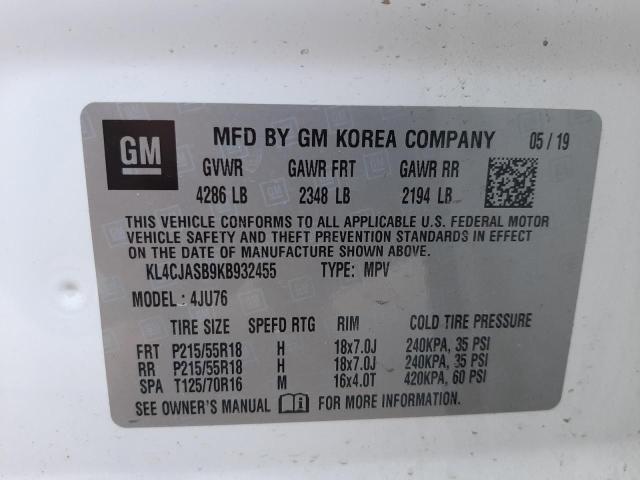 GM
MFD BY GM KOREA COMPANY 05/19
GVWR GAWR FRT GAWR RR
4286 LB 2348 LB 2194 LB
THIS VEHICLE CONFORMS TO ALL APPLICABLE U.S. FEDERAL MOTOR
VEHICLE SAFETY AND THEFT PREVENTION STANDARDS IN EFFECT
ON THE DATE OF MANUFACTURE SHOWN ABOVE.
KL4CJASB9KB932455 TYPE: MPV
MODEL: 4JU76
TIRE SIZE SPEED RTG RIM COLD TIRE PRESSURE
FRT P215/55R18 H 18x7.0J 240KPA, 35 PSI
RR P215/55R18 H 18x7.0J 240KPA, 35 PSI
SPA T125/70R16 M 16x4.0T 420KPA, 60 PSI
SEE OWNER'S MANUAL FOR MORE INFORMATION.